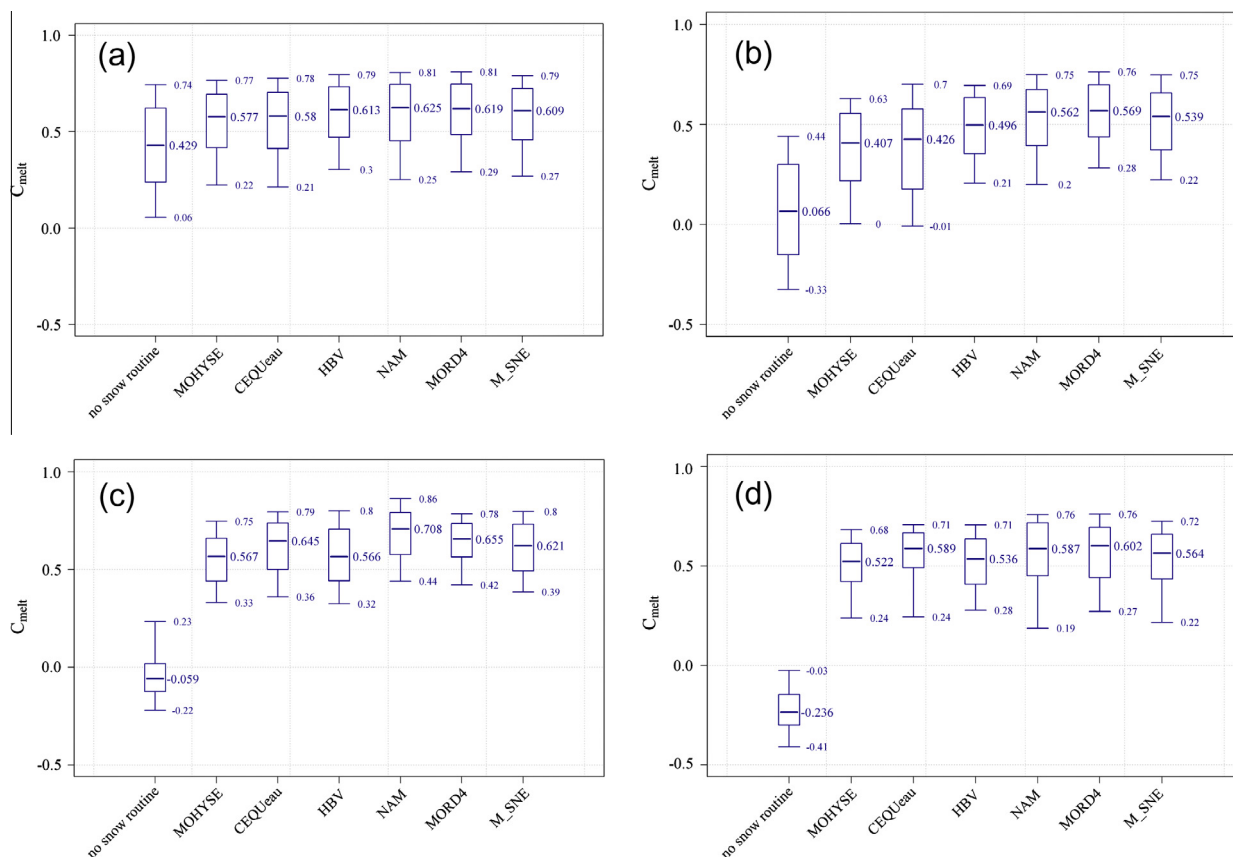 (a)
C_melt
1.0
0.5
0.0
-0.5
0.74
0.429
0.06
0.77
0.577
0.22
0.78
0.58
0.21
0.79
0.613
0.3
0.81
0.625
0.25
0.81
0.619
0.29
0.79
0.609
0.27
no snow routine
MOHYSE
CEQUeau
HBV
NAM
MORD4
M_SNE
(b)
C_melt
1.0
0.5
0.0
-0.5
0.44
0.066
-0.33
0.63
0.407
0
0.7
0.426
-0.01
0.69
0.496
0.21
0.75
0.562
0.2
0.76
0.569
0.28
0.75
0.539
0.22
no snow routine
MOHYSE
CEQUeau
HBV
NAM
MORD4
M_SNE
(c)
C_melt
1.0
0.5
0.0
-0.5
0.23
-0.059
-0.22
0.75
0.567
0.33
0.79
0.645
0.36
0.8
0.566
0.32
0.86
0.708
0.44
0.78
0.655
0.42
0.8
0.621
0.39
no snow routine
MOHYSE
CEQUeau
HBV
NAM
MORD4
M_SNE
(d)
C_melt
1.0
0.5
0.0
-0.5
-0.03
-0.236
-0.41
0.68
0.522
0.24
0.71
0.589
0.24
0.71
0.536
0.28
0.76
0.587
0.19
0.76
0.602
0.27
0.72
0.564
0.22
no snow routine
MOHYSE
CEQUeau
HBV
NAM
MORD4
M_SNE